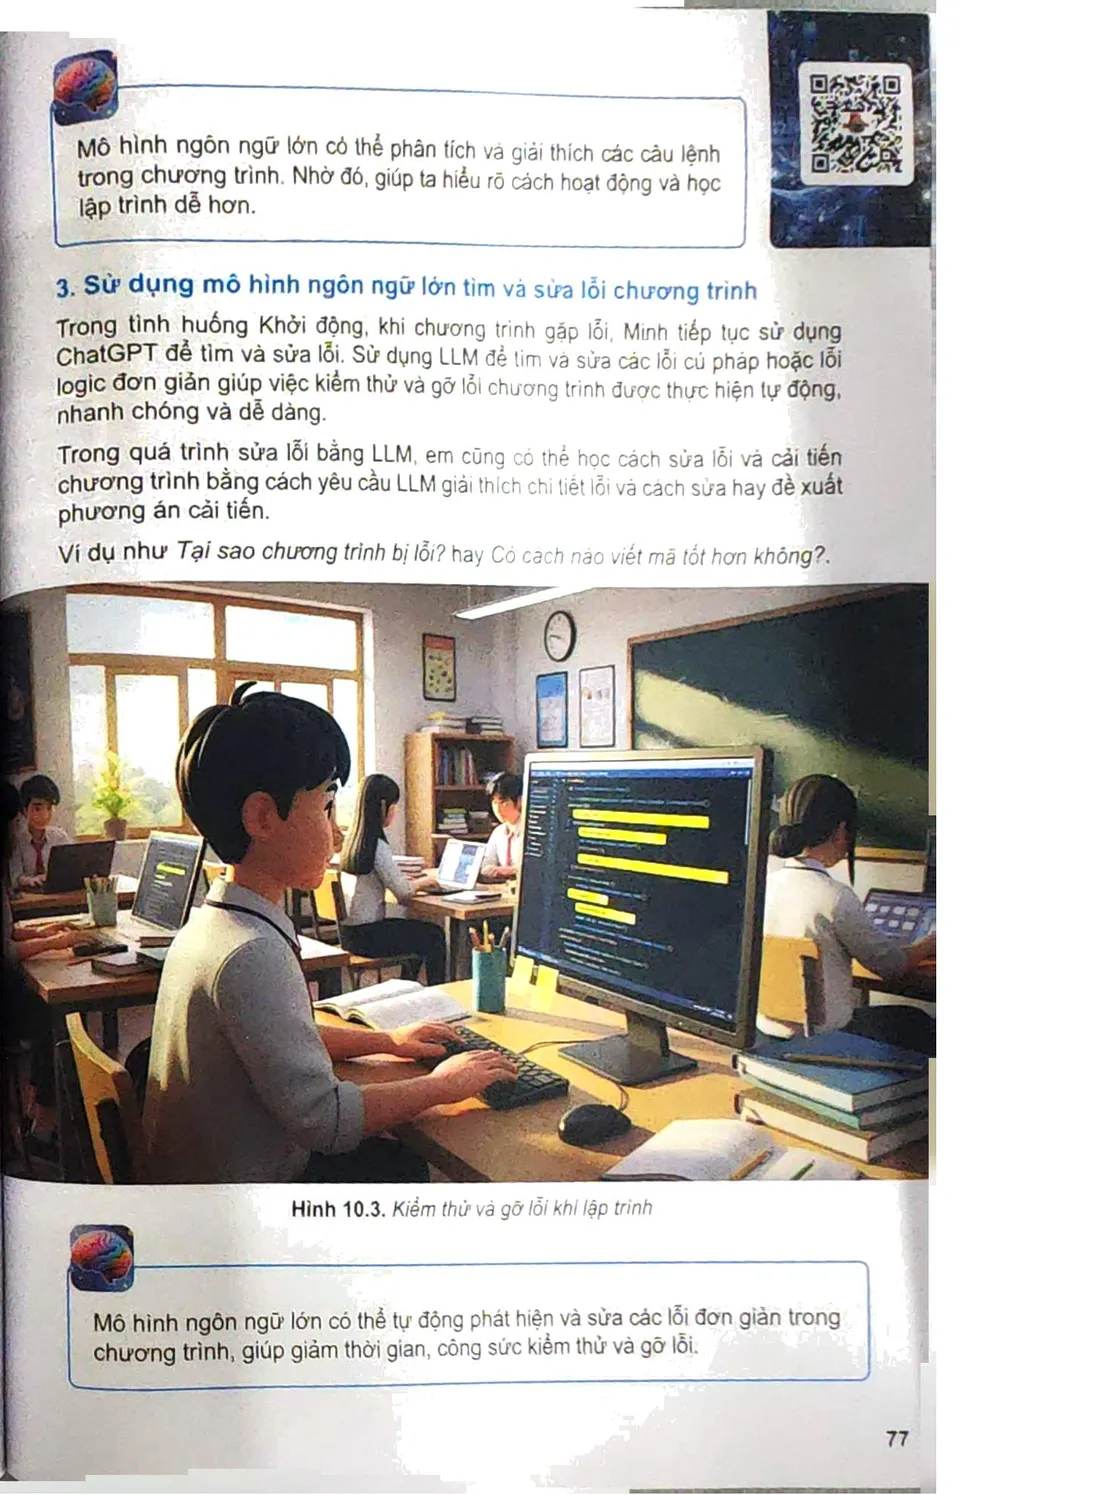 Mô hình ngôn ngữ lớn có thể phân tích và giải thích các câu lệnh
trong chương trình. Nhờ đó, giúp ta hiểu rõ cách hoạt động và học
lập trình dễ hơn.
3. Sử dụng mô hình ngôn ngữ lớn tìm và sửa lỗi chương trình
Trong tình huống Khởi động, khi chương trình gặp lỗi, Minh tiếp tục sử dụng
ChatGPT để tìm và sửa lỗi. Sử dụng LLM để tìm và sửa các lỗi cú pháp hoặc lỗi
logic đơn giản giúp việc kiểm thử và gỡ lỗi chương trình được thực hiện tự động,
nhanh chóng và dễ dàng.
Trong quá trình sửa lỗi bằng LLM, em cũng có thể học cách sửa lỗi và cải tiến
chương trình bằng cách yêu cầu LLM giải thích chi tiết lỗi và cách sửa hay đề xuất
phương án cải tiến.
Ví dụ như Tại sao chương trình bị lỗi? hay Có cách nào viết mã tốt hơn không?.
Hình 10.3. Kiểm thử và gỡ lỗi khi lập trình
Mô hình ngôn ngữ lớn có thể tự động phát hiện và sửa các lỗi đơn giản trong
chương trình, giúp giảm thời gian, công sức kiểm thử và gỡ lỗi.
77